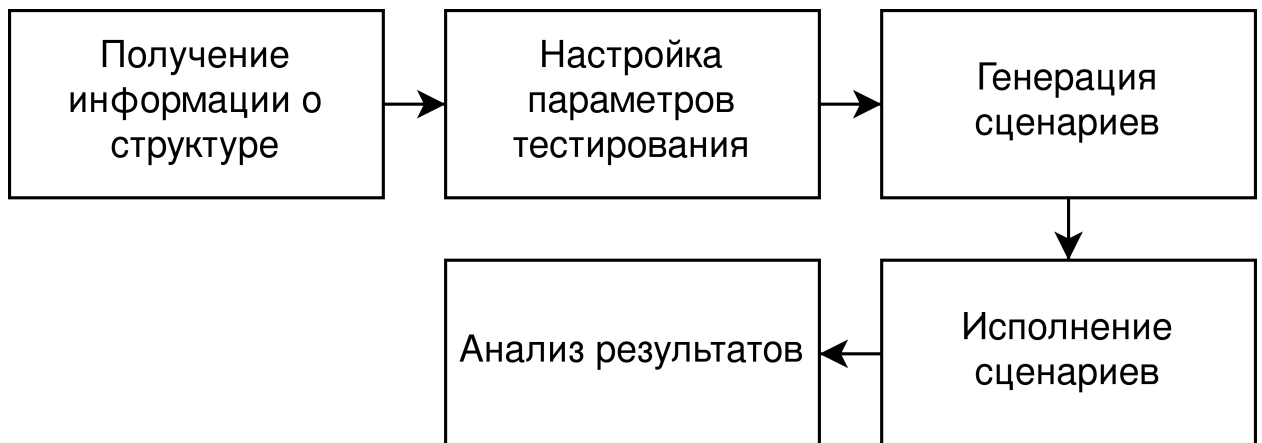 Получение
информации о
структуре
Настройка
параметров
тестирования
Генерация
сценариев
Исполнение
сценариев
Анализ результатов